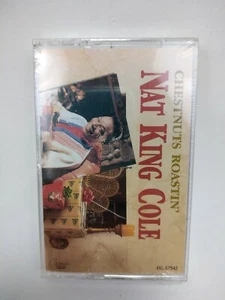 CHESTNUTS ROASTIN'
NAT KING COLE